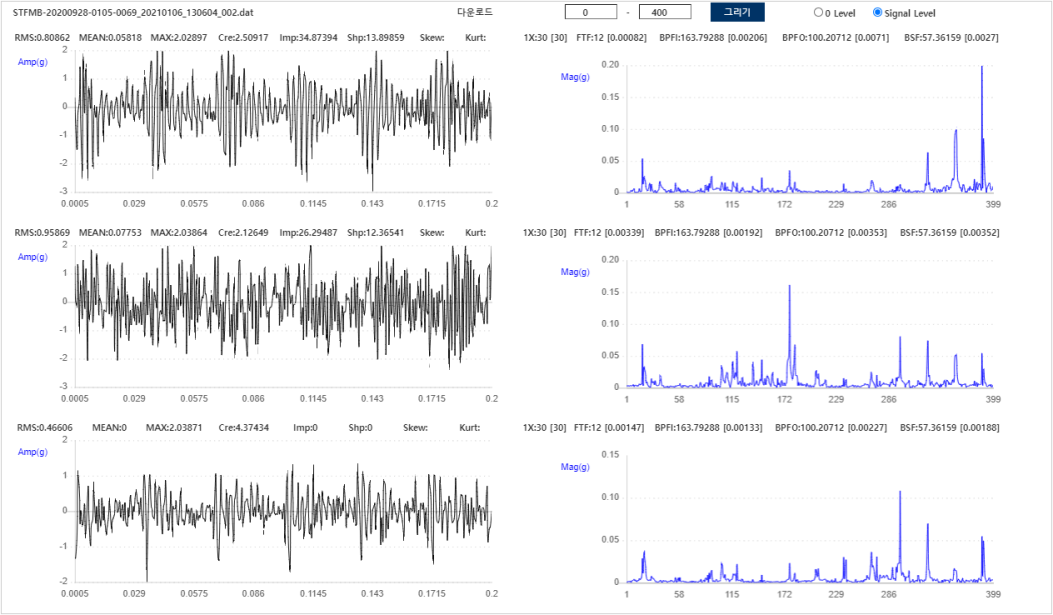 STFMB-20200928-0105-0069_20210106_130604_002.dat 다운로드 0 - 400 그리기 0 Level Signal Level
RMS:0.80862 MEAN:0.05818 MAX:2.02897 Cre:2.50917 Imp:34.87394 Shp:13.89859 Skew: Kurt:
1X:30 [30] FTF:12 [0.00082] BPFI:163.79288 [0.00206] BPFO:100.20712 [0.0071] BSF:57.36159 [0.0027]
Amp(g)
2
1
0
-1
-2
-3
0.0005 0.029 0.0575 0.086 0.1145 0.143 0.1715 0.2
Mag(g)
0.20
0.15
0.10
0.05
0
1 58 115 172 229 286 399
RMS:0.95869 MEAN:0.07753 MAX:2.03864 Cre:2.12649 Imp:26.29487 Shp:12.36541 Skew: Kurt:
1X:30 [30] FTF:12 [0.00339] BPFI:163.79288 [0.00192] BPFO:100.20712 [0.00353] BSF:57.36159 [0.00352]
Amp(g)
2
1
0
-1
-2
-3
0.0005 0.029 0.0575 0.086 0.1145 0.143 0.1715 0.2
Mag(g)
0.20
0.15
0.10
0.05
0
1 58 115 172 229 286 399
RMS:0.46606 MEAN:0 MAX:2.03871 Cre:4.37434 Imp:0 Shp:0 Skew: Kurt:
1X:30 [30] FTF:12 [0.00147] BPFI:163.79288 [0.00133] BPFO:100.20712 [0.00227] BSF:57.36159 [0.00188]
Amp(g)
2
1
0
-1
-2
0.0005 0.029 0.0575 0.086 0.1145 0.143 0.1715 0.2
Mag(g)
0.15
0.10
0.05
0
1 58 115 172 229 286 399